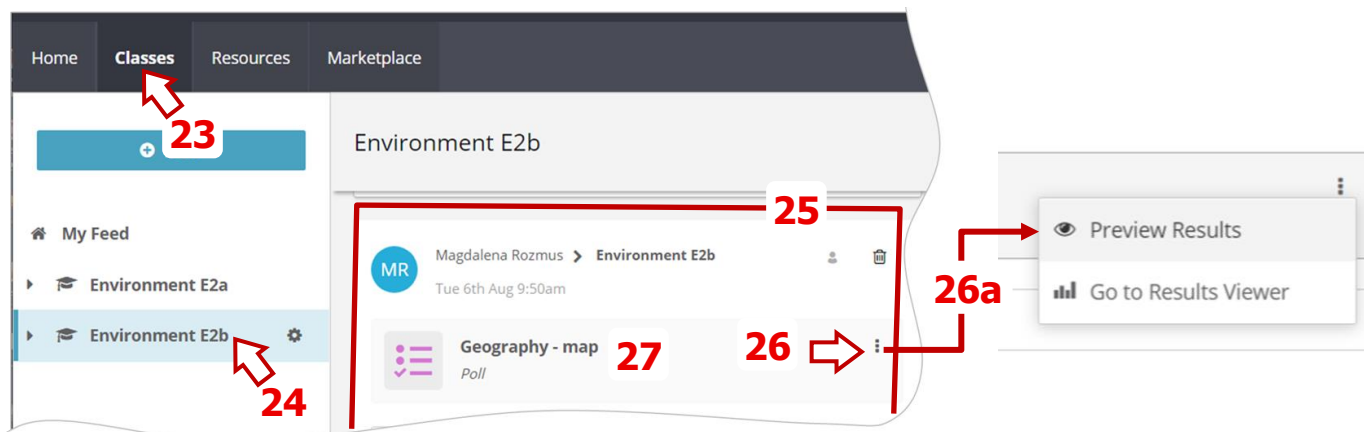 Home Classes Resources Marketplace
23
Environment E2b
25
My Feed
MR
Magdalena Rozmus > Environment E2b
Tue 6th Aug 9:50am
Environment E2a
Environment E2b
24
Geography - map
Poll
27
26
26a
Preview Results
Go to Results Viewer